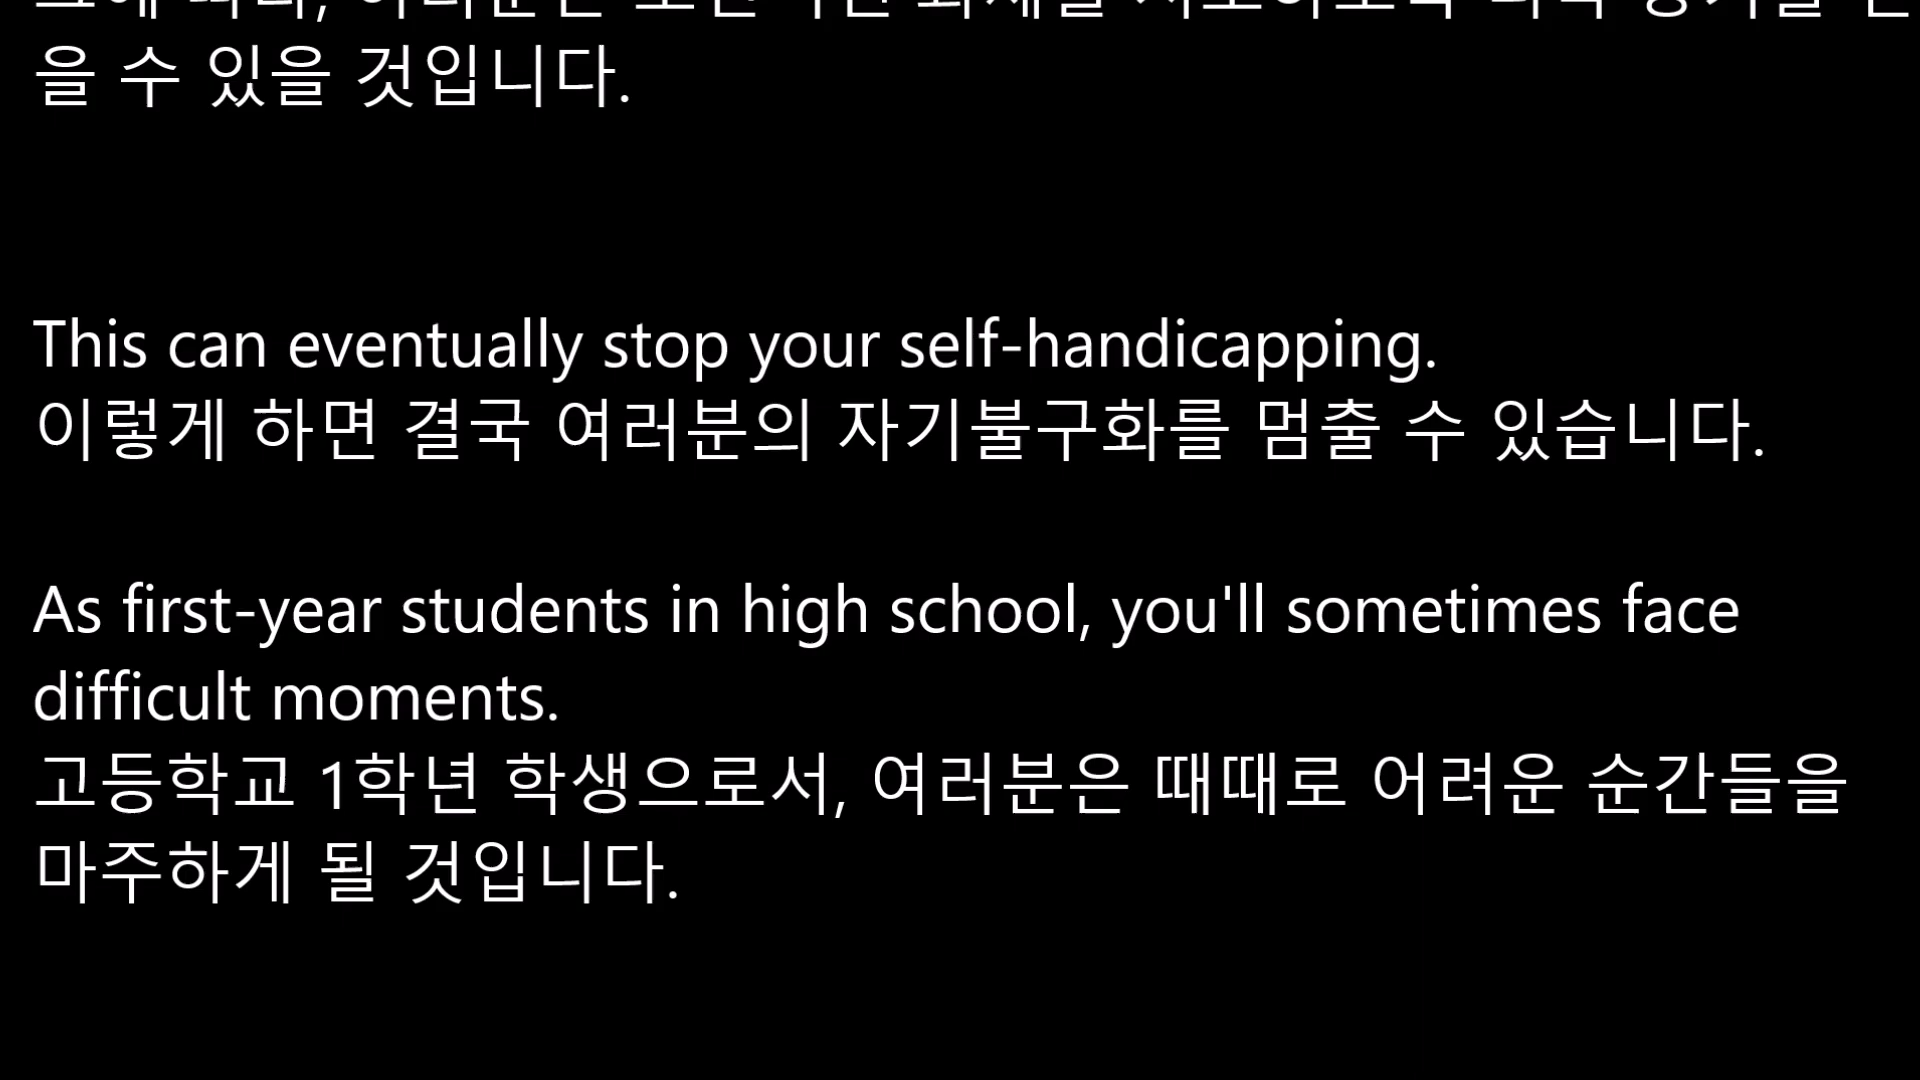 을 수 있을 것입니다.
This can eventually stop your self-handicapping.
이렇게 하면 결국 여러분의 자기불구화를 멈출 수 있습니다.
As first-year students in high school, you'll sometimes face
difficult moments.
고등학교 1학년 학생으로서, 여러분은 때때로 어려운 순간들을
마주하게 될 것입니다.